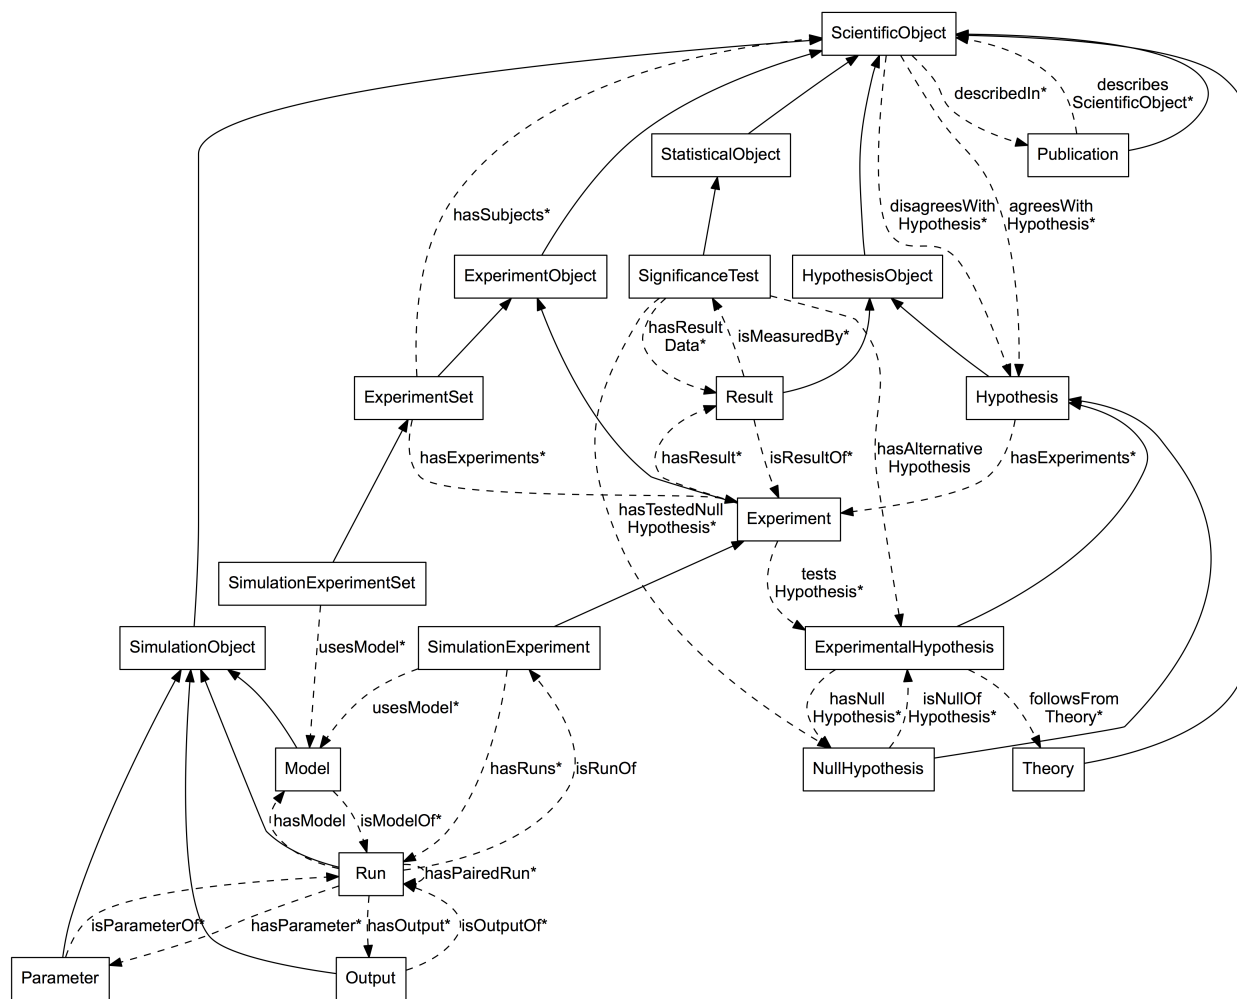 ScientificObject
describedIn*
describes
ScientificObject*
StatisticalObject
Publication
hasSubjects*
disagreesWith
Hypothesis*
agreesWith
Hypothesis*
ExperimentObject
SignificanceTest
HypothesisObject
hasResult
Data*
isMeasuredBy*
ExperimentSet
Result
Hypothesis
hasExperiments*
hasResult*
isResultOf*
hasAlternative
Hypothesis
hasExperiments*
hasTestedNull
Hypothesis*
Experiment
SimulationExperimentSet
tests
Hypothesis*
SimulationObject
usesModel*
SimulationExperiment
ExperimentalHypothesis
usesModel*
hasNull
Hypothesis*
isNullOf
Hypothesis*
followsFrom
Theory*
Model
hasRuns*
isRunOf
NullHypothesis
Theory
hasModel
isModelOf*
Run
hasPairedRun*
isParameterOf*
hasParameter*
hasOutput*
isOutputOf*
Parameter
Output